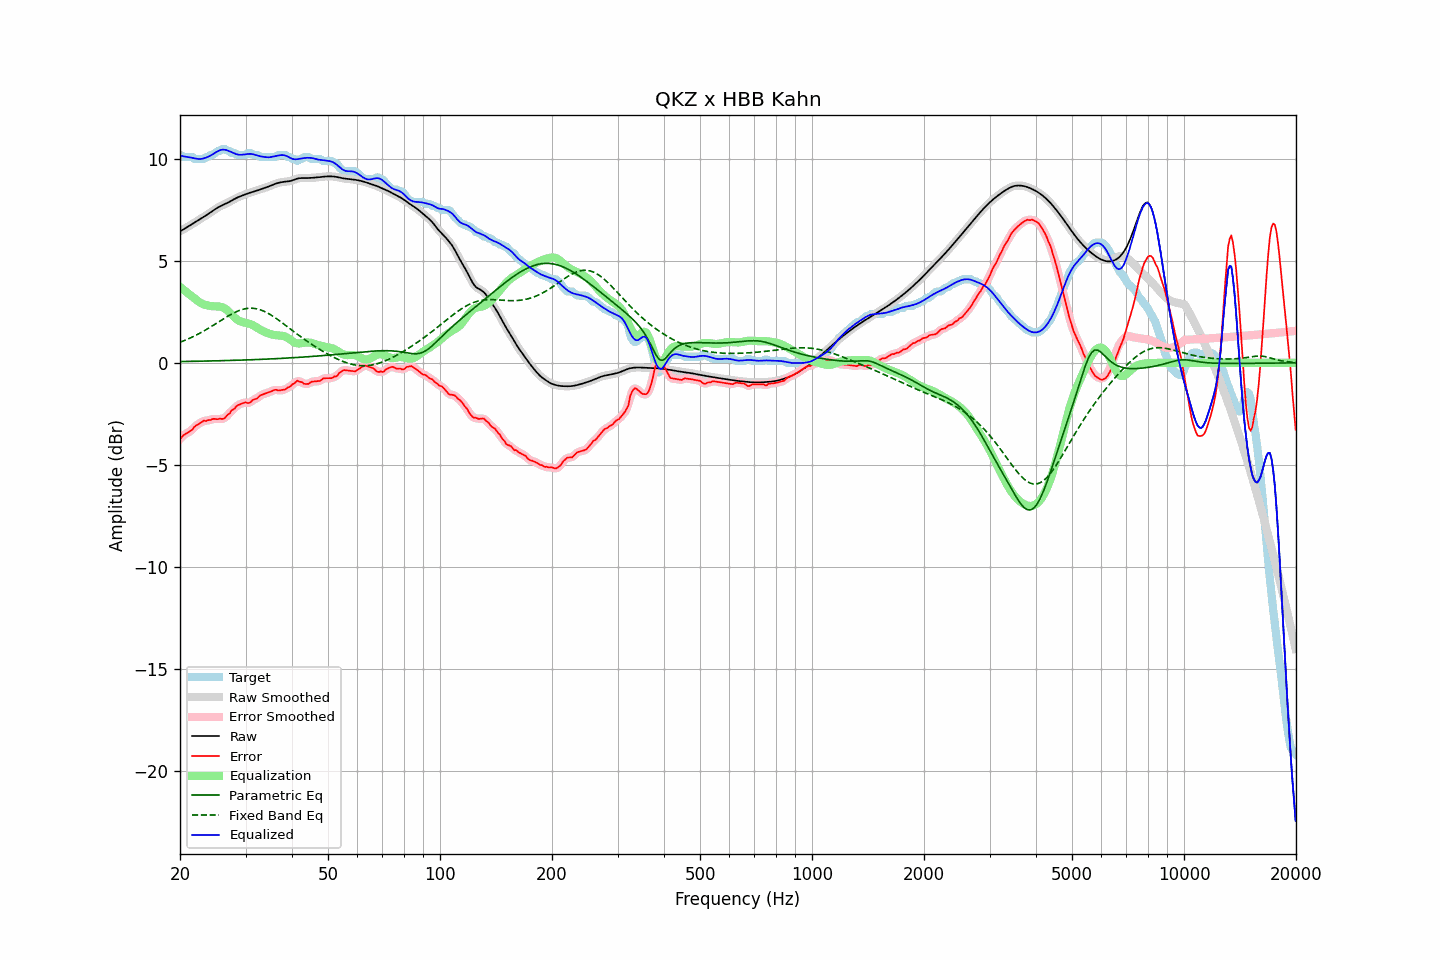 QKZ x HBB Kahn
Amplitude (dBr)
10
5
0
−5
−10
−15
−20
Target
Raw Smoothed
Error Smoothed
Raw
Error
Equalization
Parametric Eq
Fixed Band Eq
Equalized
20 50 100 200 500 1000 2000 5000 10000 20000
Frequency (Hz)